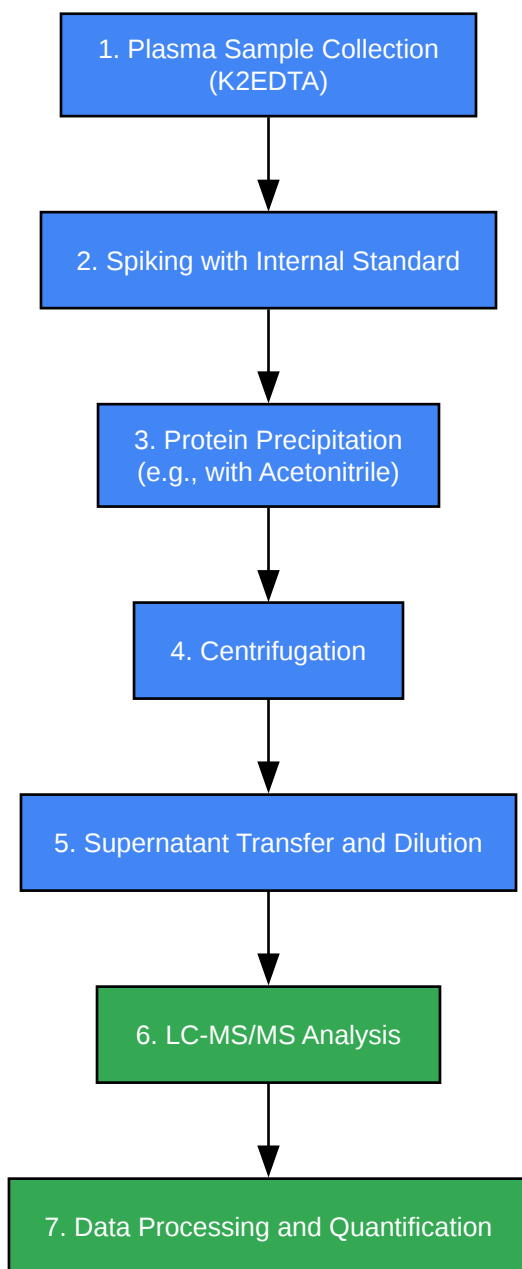 1. Plasma Sample Collection
(K2EDTA)
2. Spiking with Internal Standard
3. Protein Precipitation
(e.g., with Acetonitrile)
4. Centrifugation
5. Supernatant Transfer and Dilution
6. LC-MS/MS Analysis
7. Data Processing and Quantification